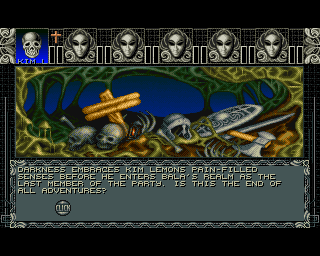 KIM L
DARKNESS EMBRACES KIM LEMONS PAIN-FILLED
SENSES BEFORE HE ENTERS BALA'S REALM AS THE
LAST MEMBER OF THE PARTY. IS THIS THE END OF
ALL ADVENTURES?
CLICK